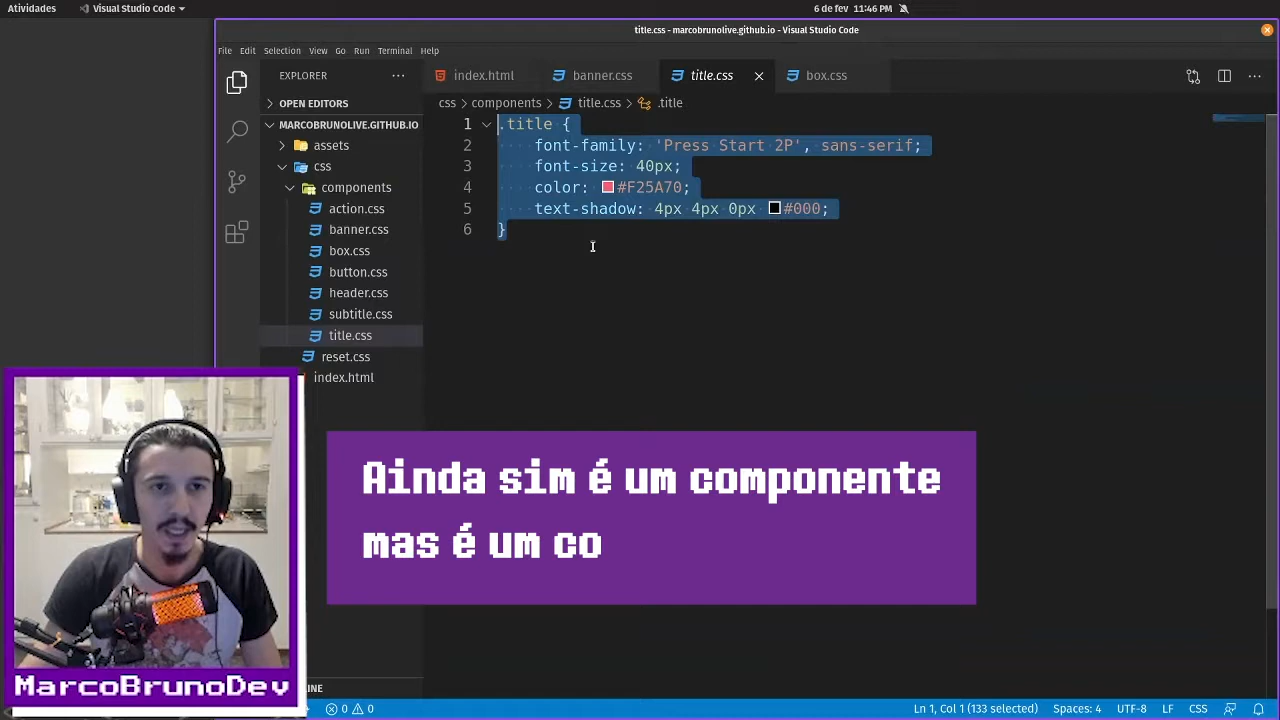 Atividades
Visual Studio Code
6 de fev 11:46 PM
title.css - marcobrunolive.github.io - Visual Studio Code
File Edit Selection View Go Run Terminal Help
EXPLORER
index.html
banner.css
title.css
box.css
OPEN EDITORS
css > components > title.css > .title
MARCOBRUNOLIVE.GITHUB.IO
assets
css
components
action.css
banner.css
box.css
button.css
header.css
subtitle.css
title.css
reset.css
index.html
1 .title {
2 font-family: 'Press Start 2P', sans-serif;
3 font-size: 40px;
4 color: #F25A70;
5 text-shadow: 4px 4px 0px #000;
6 }
Ainda sim é um componente
mas é um co
MarcoBrunoDev
0 0
Ln 1, Col 1 (133 selected) Spaces: 4 UTF-8 LF CSS